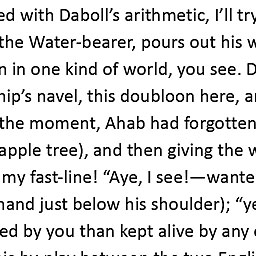 ed with Daboll’s arithmetic, I’ll try
the Water-bearer, pours out his w
n in one kind of world, you see. D
hip’s navel, this doubloon here, a
the moment, Ahab had forgotten
apple tree), and then giving the w
my fast-line! “Aye, I see!—wante
hand just below his shoulder); “ye
ed by you than kept alive by any